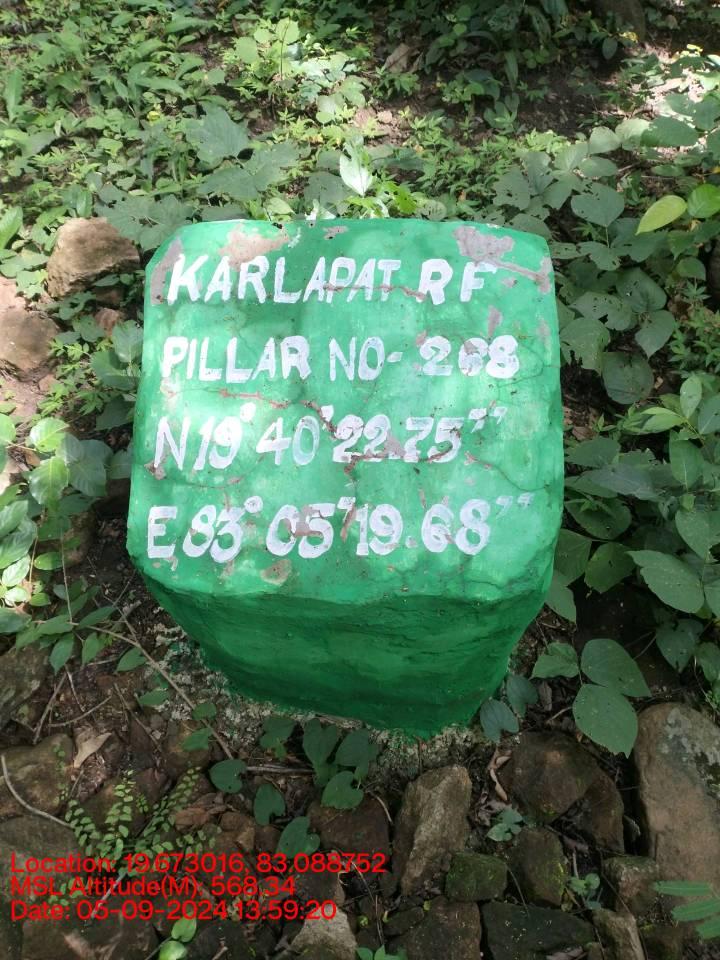 KARLAPAT RF
PILLAR NO- 268
N19° 40' 22.75"
E83° 05' 19.68"
Location: 19.673016, 83.088752
MSL Altitude(M): 568.34
Date: 05-09-2024 13:59:20